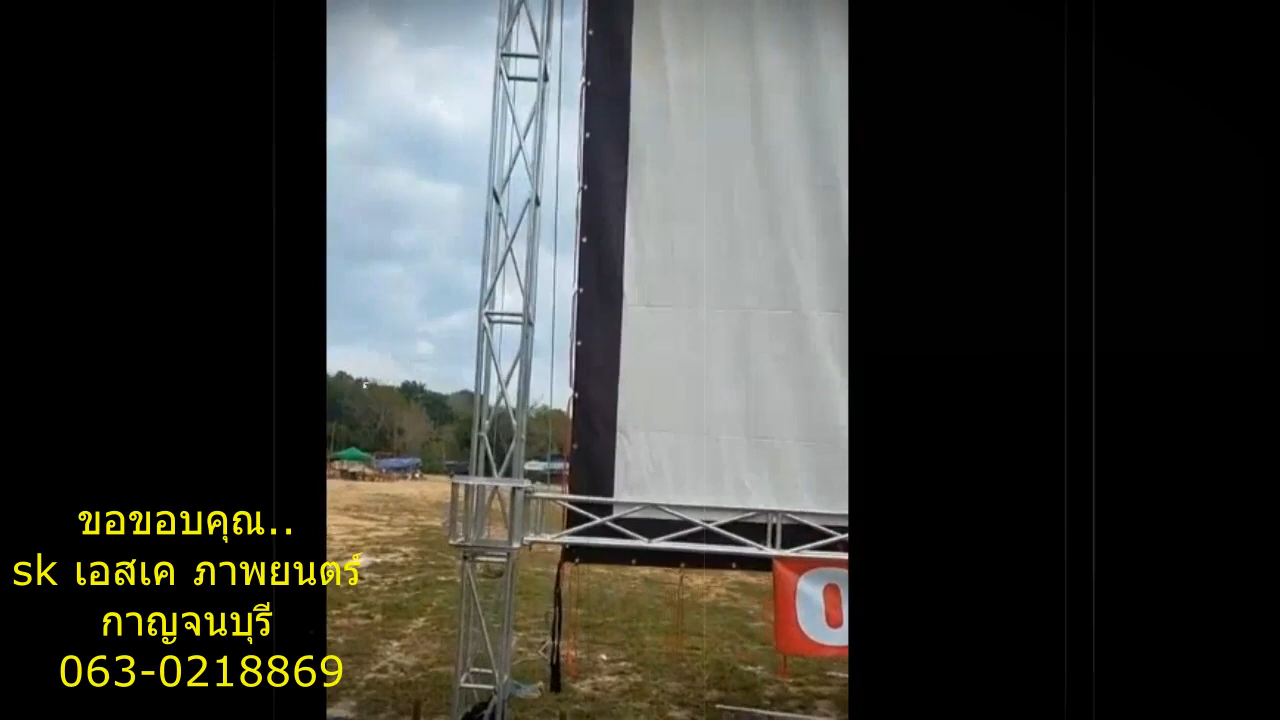 ขอขอบคุณ..
sk เอสเค ภาพยนตร์
กาญจนบุรี
063-0218869
0